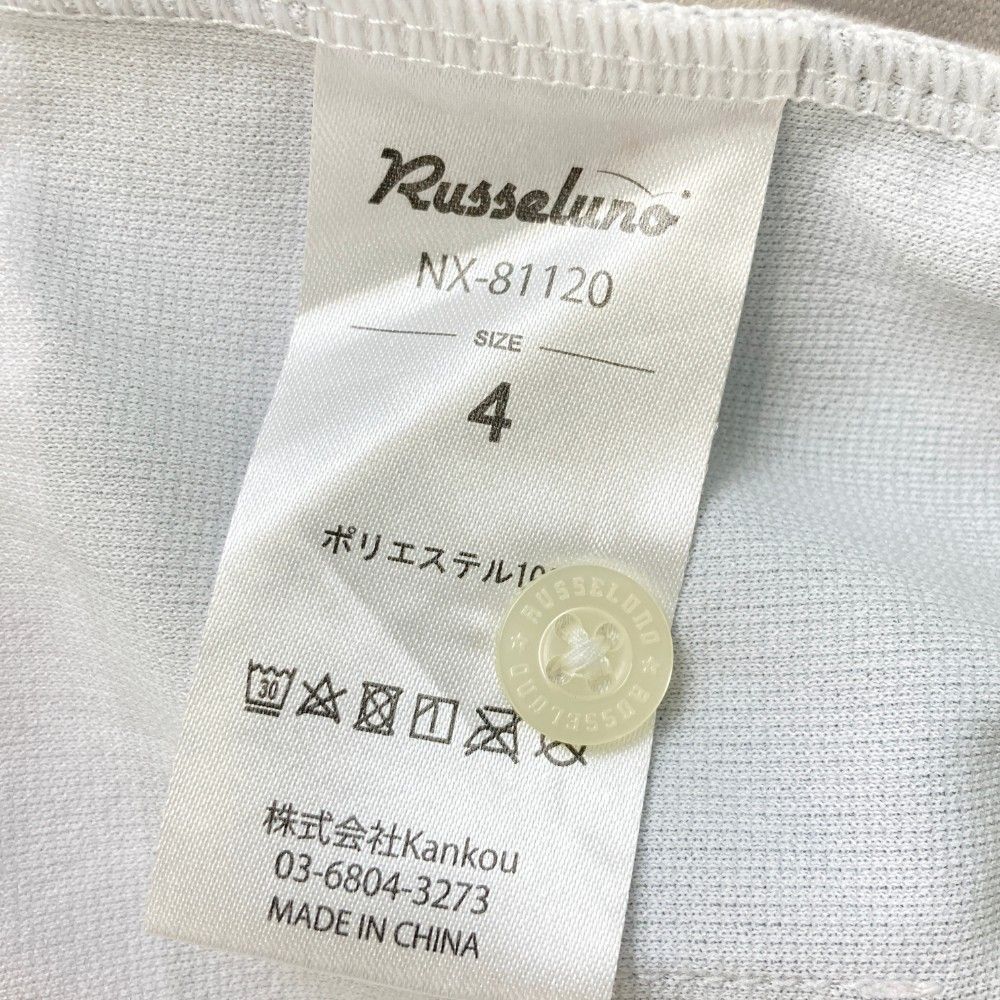 Russeluno
NX-81120
SIZE
4
ポリエステル10
RUSSELUNO
RUSSELUNO
30
株式会社Kankou
03-6804-3273
MADE IN CHINA